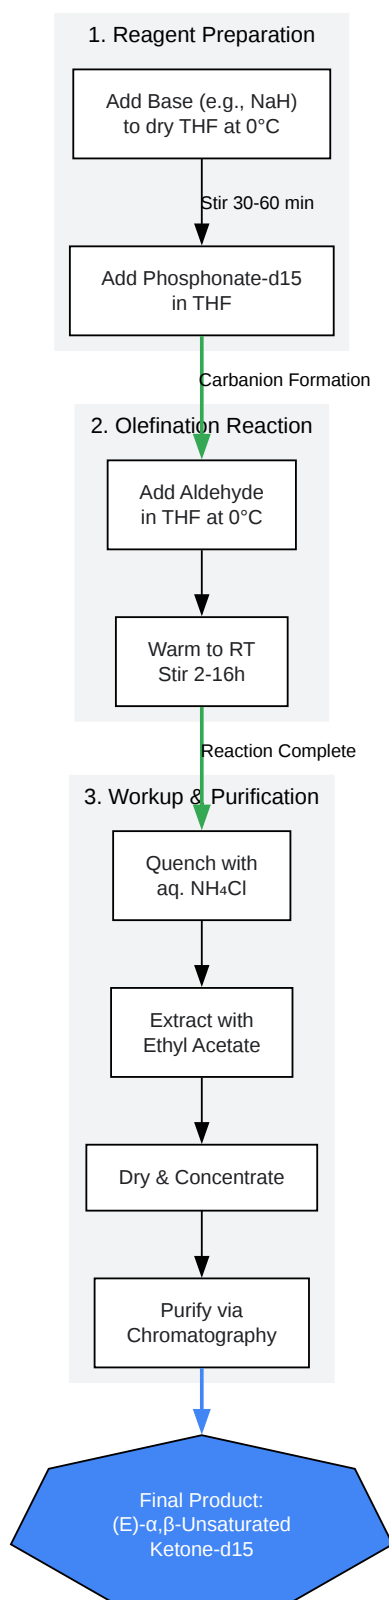 1. Reagent Preparation
Add Base (e.g., NaH)
to dry THF at 0°C
Stir 30-60 min
Add Phosphonate-d15
in THF
Carbanion Formation
2. Olefination Reaction
Add Aldehyde
in THF at 0°C
Warm to RT
Stir 2-16h
Reaction Complete
3. Workup & Purification
Quench with
aq. NH₄Cl
Extract with
Ethyl Acetate
Dry & Concentrate
Purify via
Chromatography
Final Product:
(E)-α,β-Unsaturated
Ketone-d15